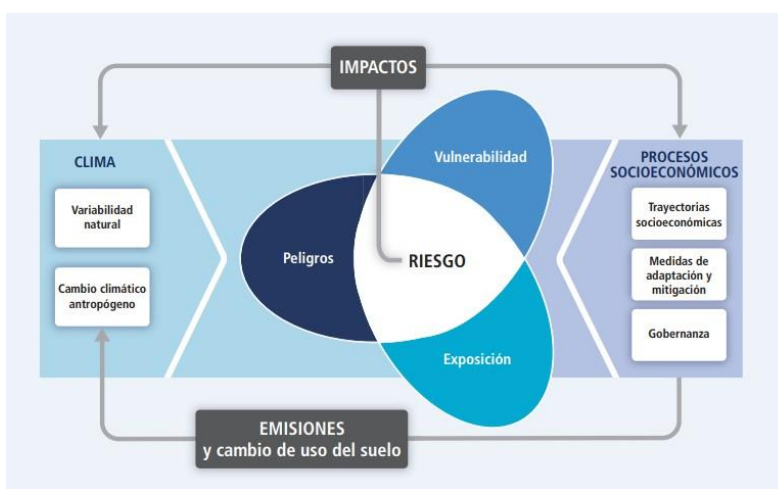 IMPACTOS
CLIMA
Variabilidad
natural
Cambio climático
antropógeno
Peligros
Vulnerabilidad
RIESGO
Exposición
PROCESOS
SOCIOECONÓMICOS
Trayectorias
socioeconómicas
Medidas de
adaptación y
mitigación
Gobernanza
EMISIONES
y cambio de uso del suelo